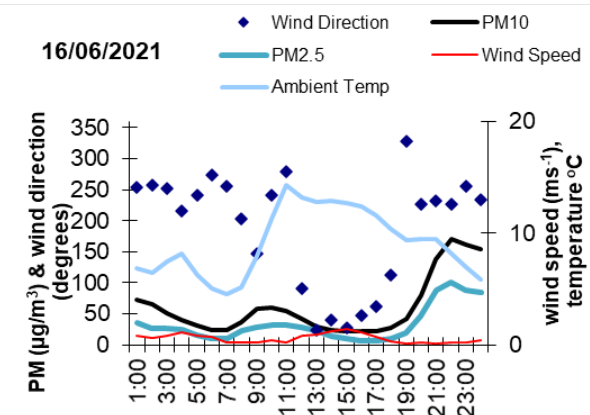 Wind Direction
PM10
16/06/2021
PM2.5
Wind Speed
Ambient Temp
PM (µg/m³) & wind direction
(degrees)
350
300
250
200
150
100
50
0
20
10
0
wind speed (ms⁻¹),
temperature ºC
1:00
3:00
5:00
7:00
9:00
11:00
13:00
15:00
17:00
19:00
21:00
23:00